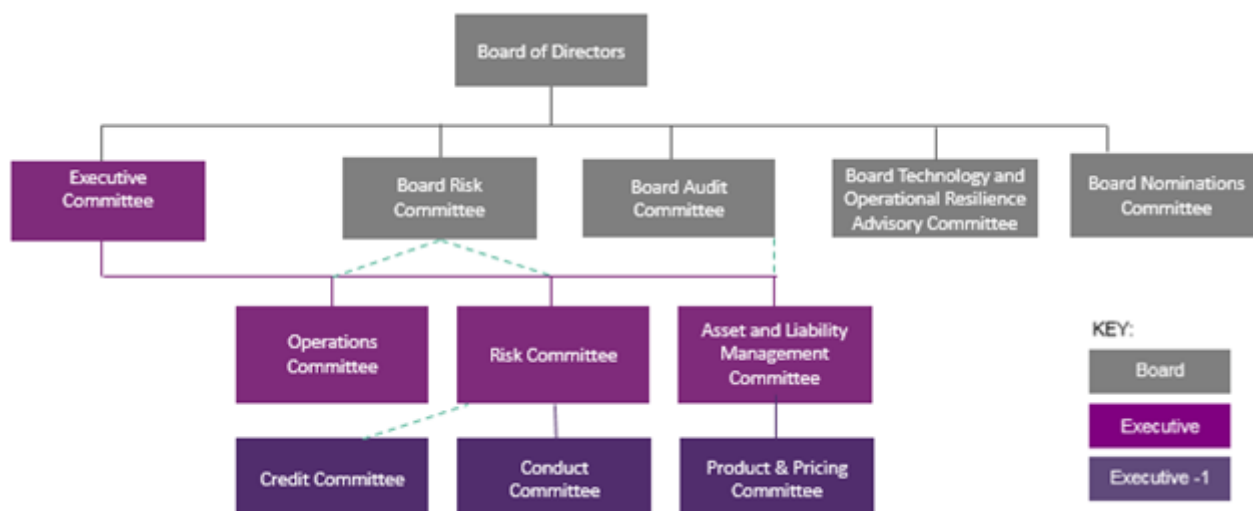 Board of Directors
Executive
Committee
Board Risk
Committee
Board Audit
Committee
Board Technology and
Operational Resilience
Advisory Committee
Board Nominations
Committee
Operations
Committee
Risk Committee
Asset and Liability
Management
Committee
Credit Committee
Conduct
Committee
Product & Pricing
Committee
KEY:
Board
Executive
Executive -1